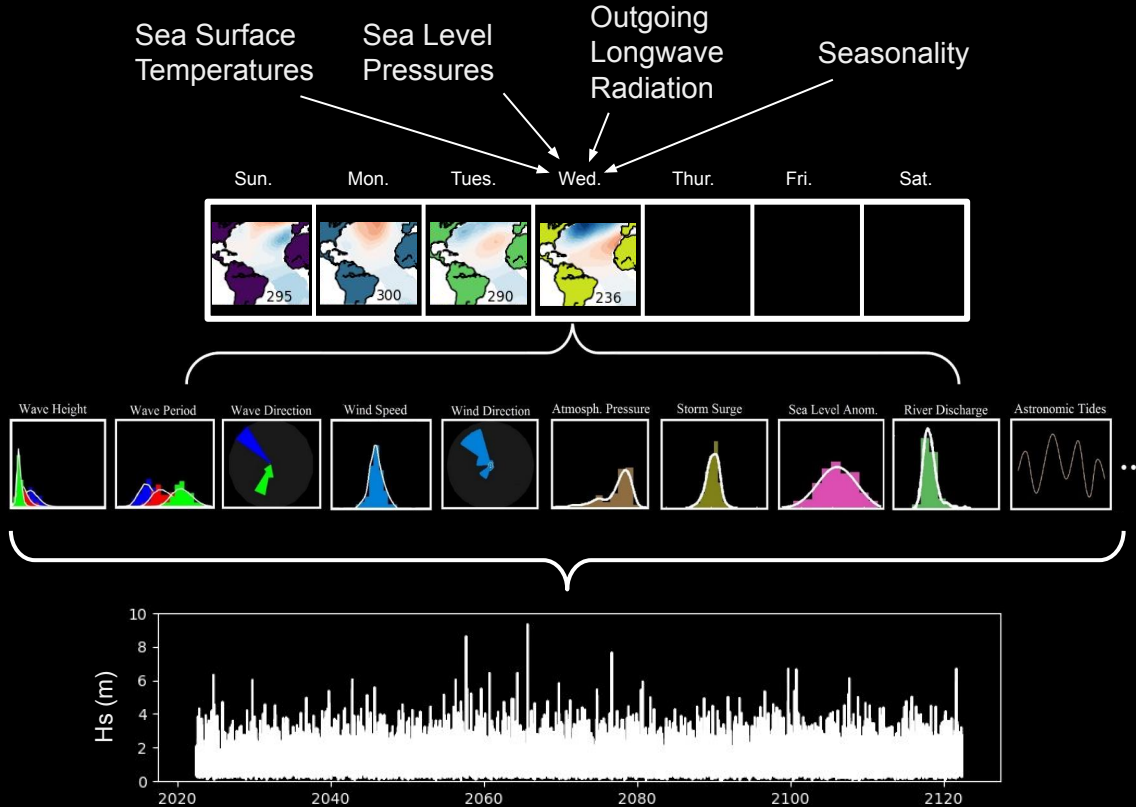 Sea Surface
Temperatures
Sea Level
Pressures
Outgoing
Longwave
Radiation
Seasonality
Sun. Mon. Tues. Wed. Thur. Fri. Sat.
295 300 290 236
Wave Height Wave Period Wave Direction Wind Speed Wind Direction Atmosph. Pressure Storm Surge Sea Level Anom. River Discharge Astronomic Tides
...
Hs (m)
10
8
6
4
2
0
2020 2040 2060 2080 2100 2120